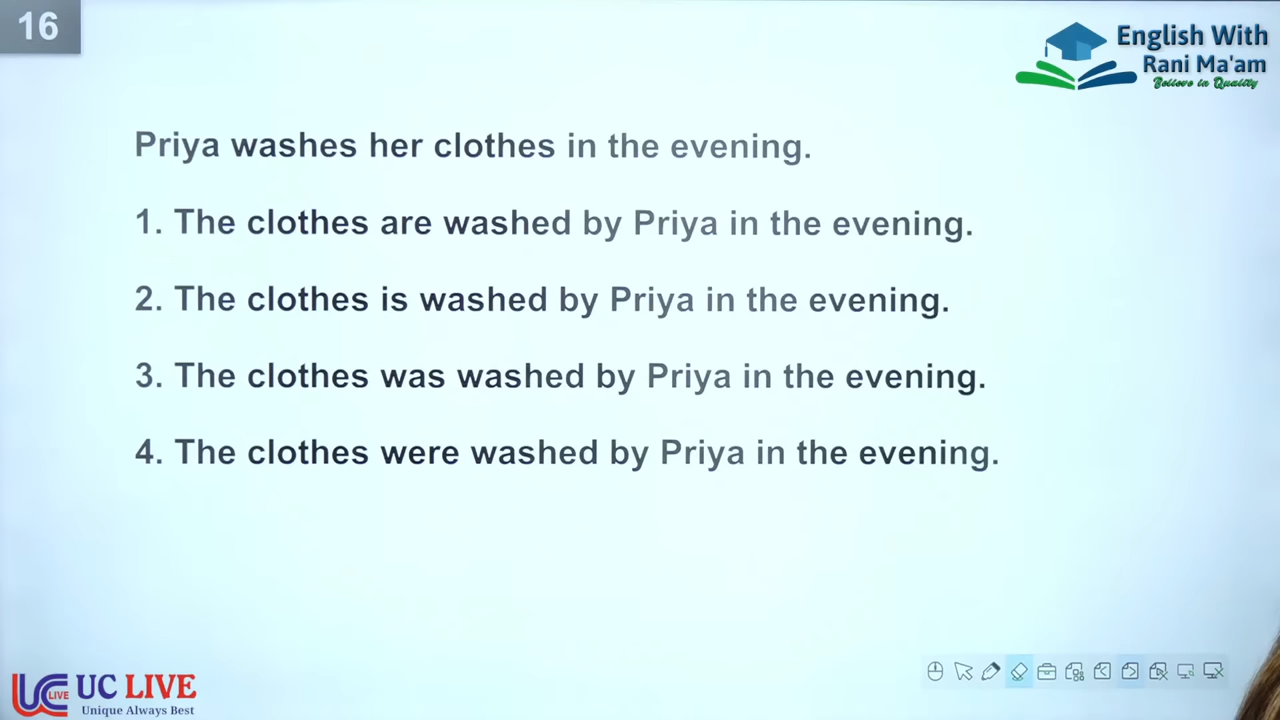 16
English With
Rani Ma'am
Believe in Quality
Priya washes her clothes in the evening.
1. The clothes are washed by Priya in the evening.
2. The clothes is washed by Priya in the evening.
3. The clothes was washed by Priya in the evening.
4. The clothes were washed by Priya in the evening.
UC LIVE
LIVE
Unique Always Best